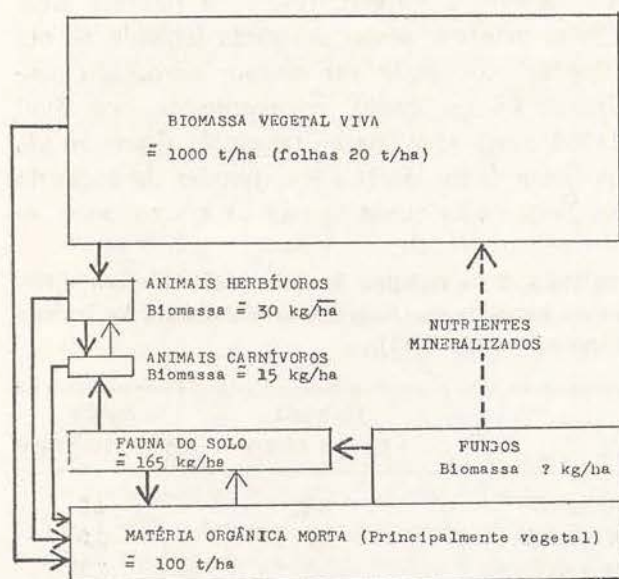 BIOMASSA VEGETAL VIVA
≅ 1000 t/ha (folhas 20 t/ha)
ANIMAIS HERBÍVOROS
Biomassa ≅ 30 kg/ha
NUTRIENTES
MINERALIZADOS
ANIMAIS CARNÍVOROS
Biomassa ≅ 15 kg/ha
FAUNA DO SOLO
≅ 165 kg/ha
FUNGOS
Biomassa ? kg/ha
MATÉRIA ORGÂNICA MORTA (Principalmente vegetal)
≅ 100 t/ha